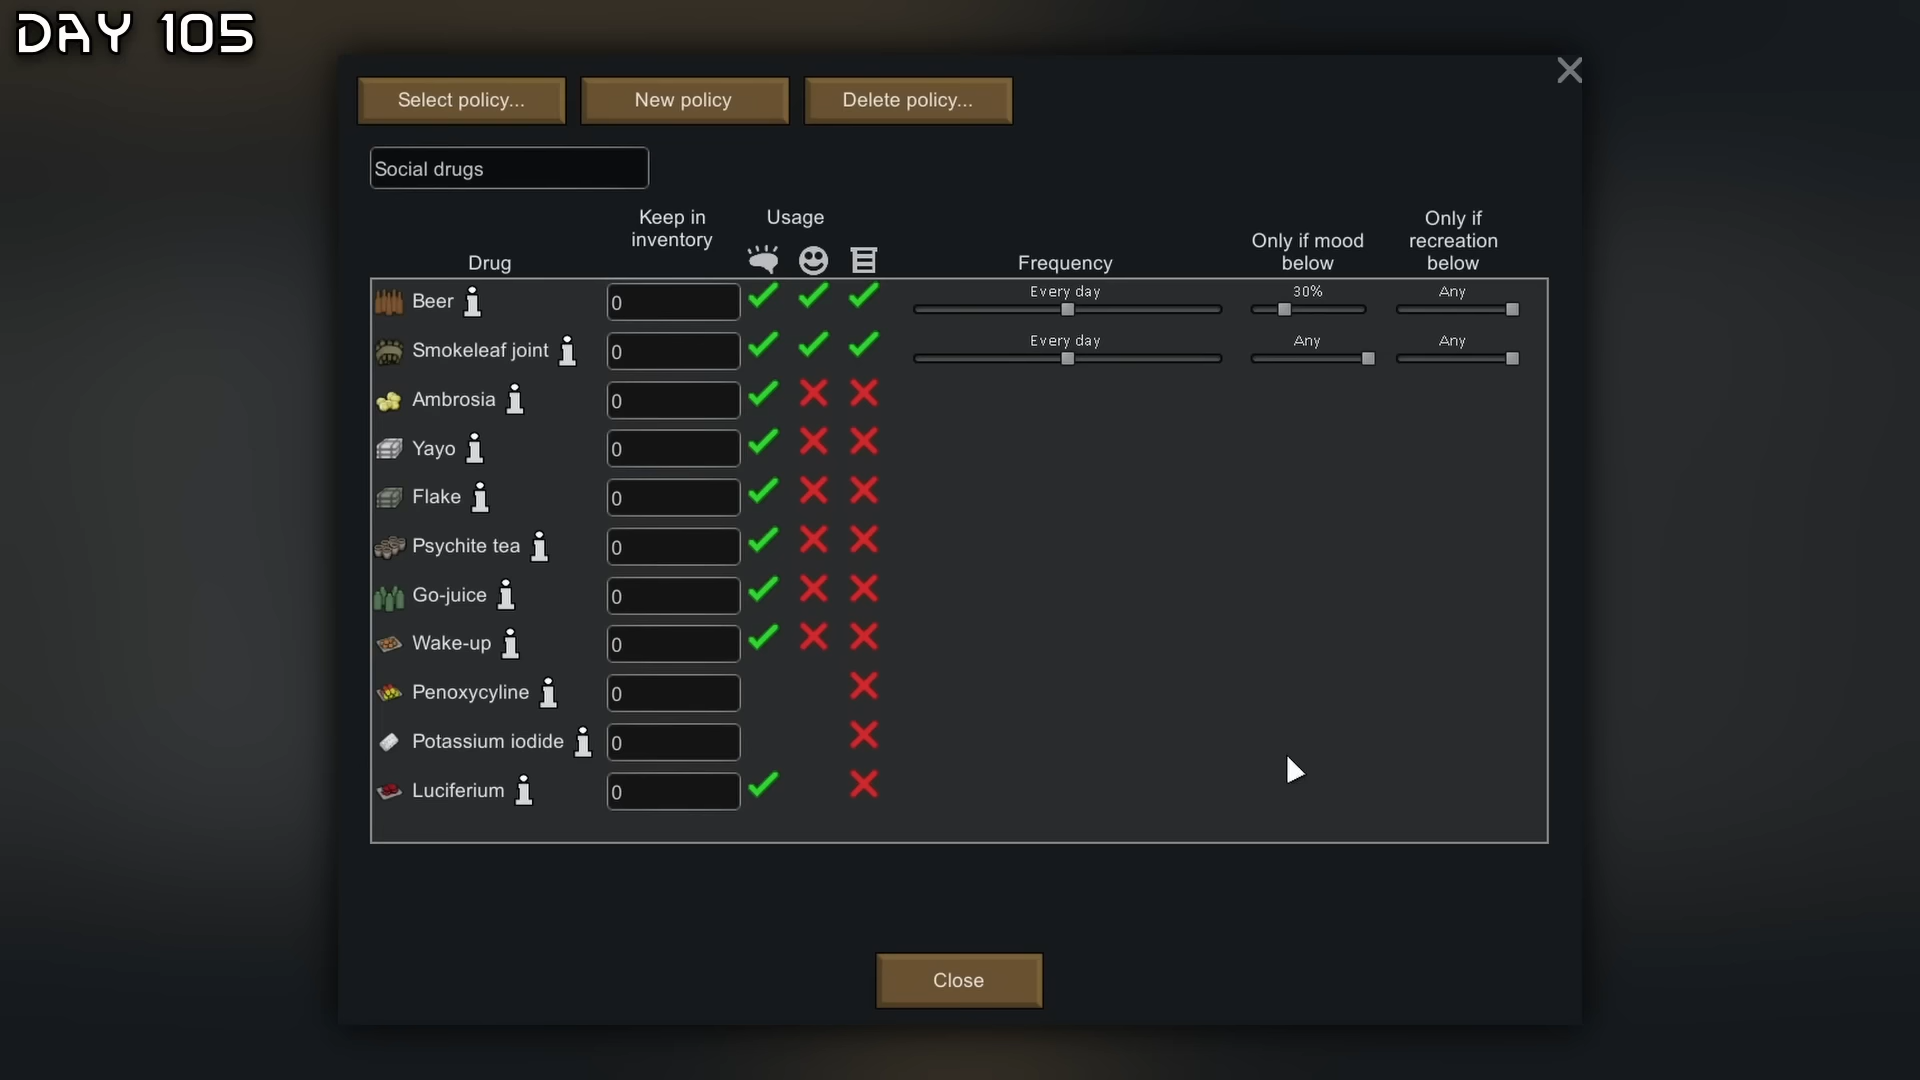 DAY 105
Select policy...
New policy
Delete policy...
Social drugs
Drug
Keep in
inventory
Usage
Frequency
Only if mood
below
Only if
recreation
below
Beer 0 Every day 30% Any
Smokeleaf joint 0 Every day Any Any
Ambrosia 0
Yayo 0
Flake 0
Psychite tea 0
Go-juice 0
Wake-up 0
Penoxycyline 0
Potassium iodide 0
Luciferium 0
Close